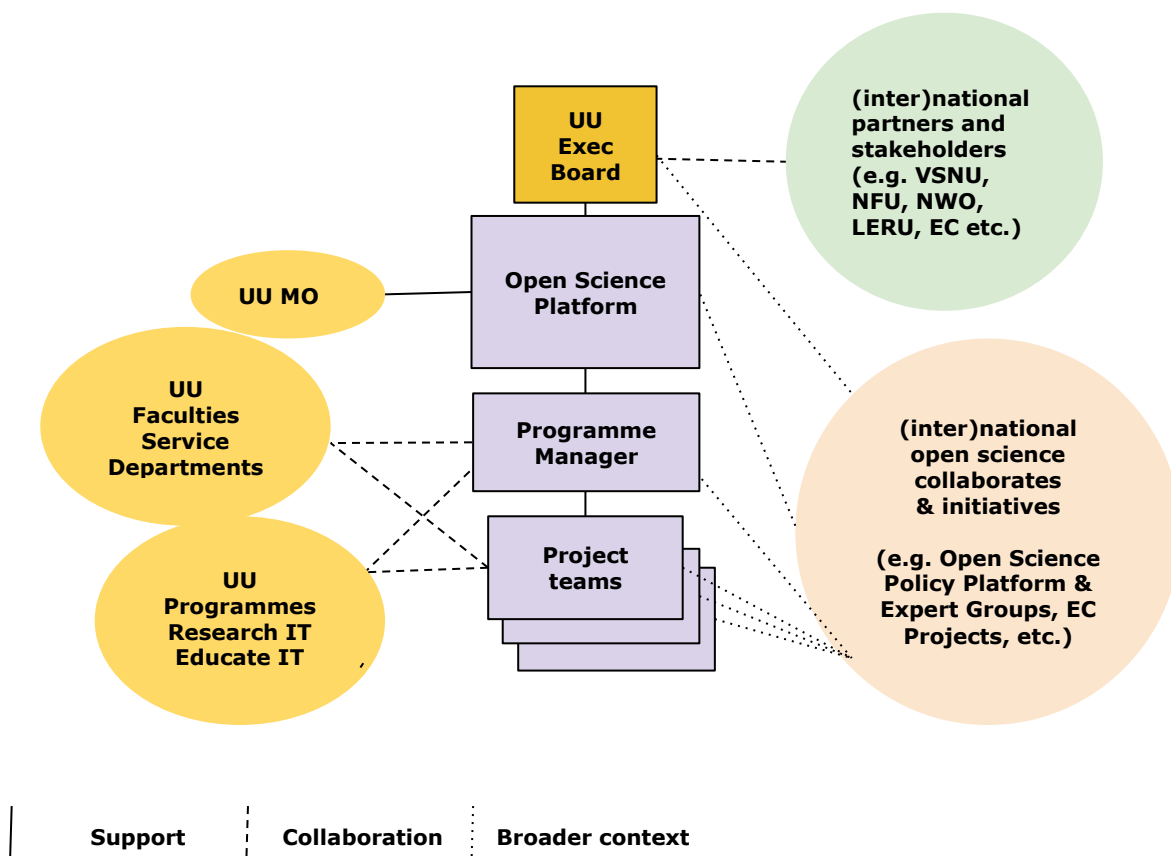 UU
Exec
Board
(inter)national
partners and
stakeholders
(e.g. VSNU,
NFU, NWO,
LERU, EC etc.)
UU MO
Open Science
Platform
UU
Faculties
Service
Departments
Programme
Manager
(inter)national
open science
collaborates
& initiatives
(e.g. Open Science
Policy Platform &
Expert Groups, EC
Projects, etc.)
Project
teams
UU
Programmes
Research IT
Educate IT
,
Support
Collaboration
Broader context